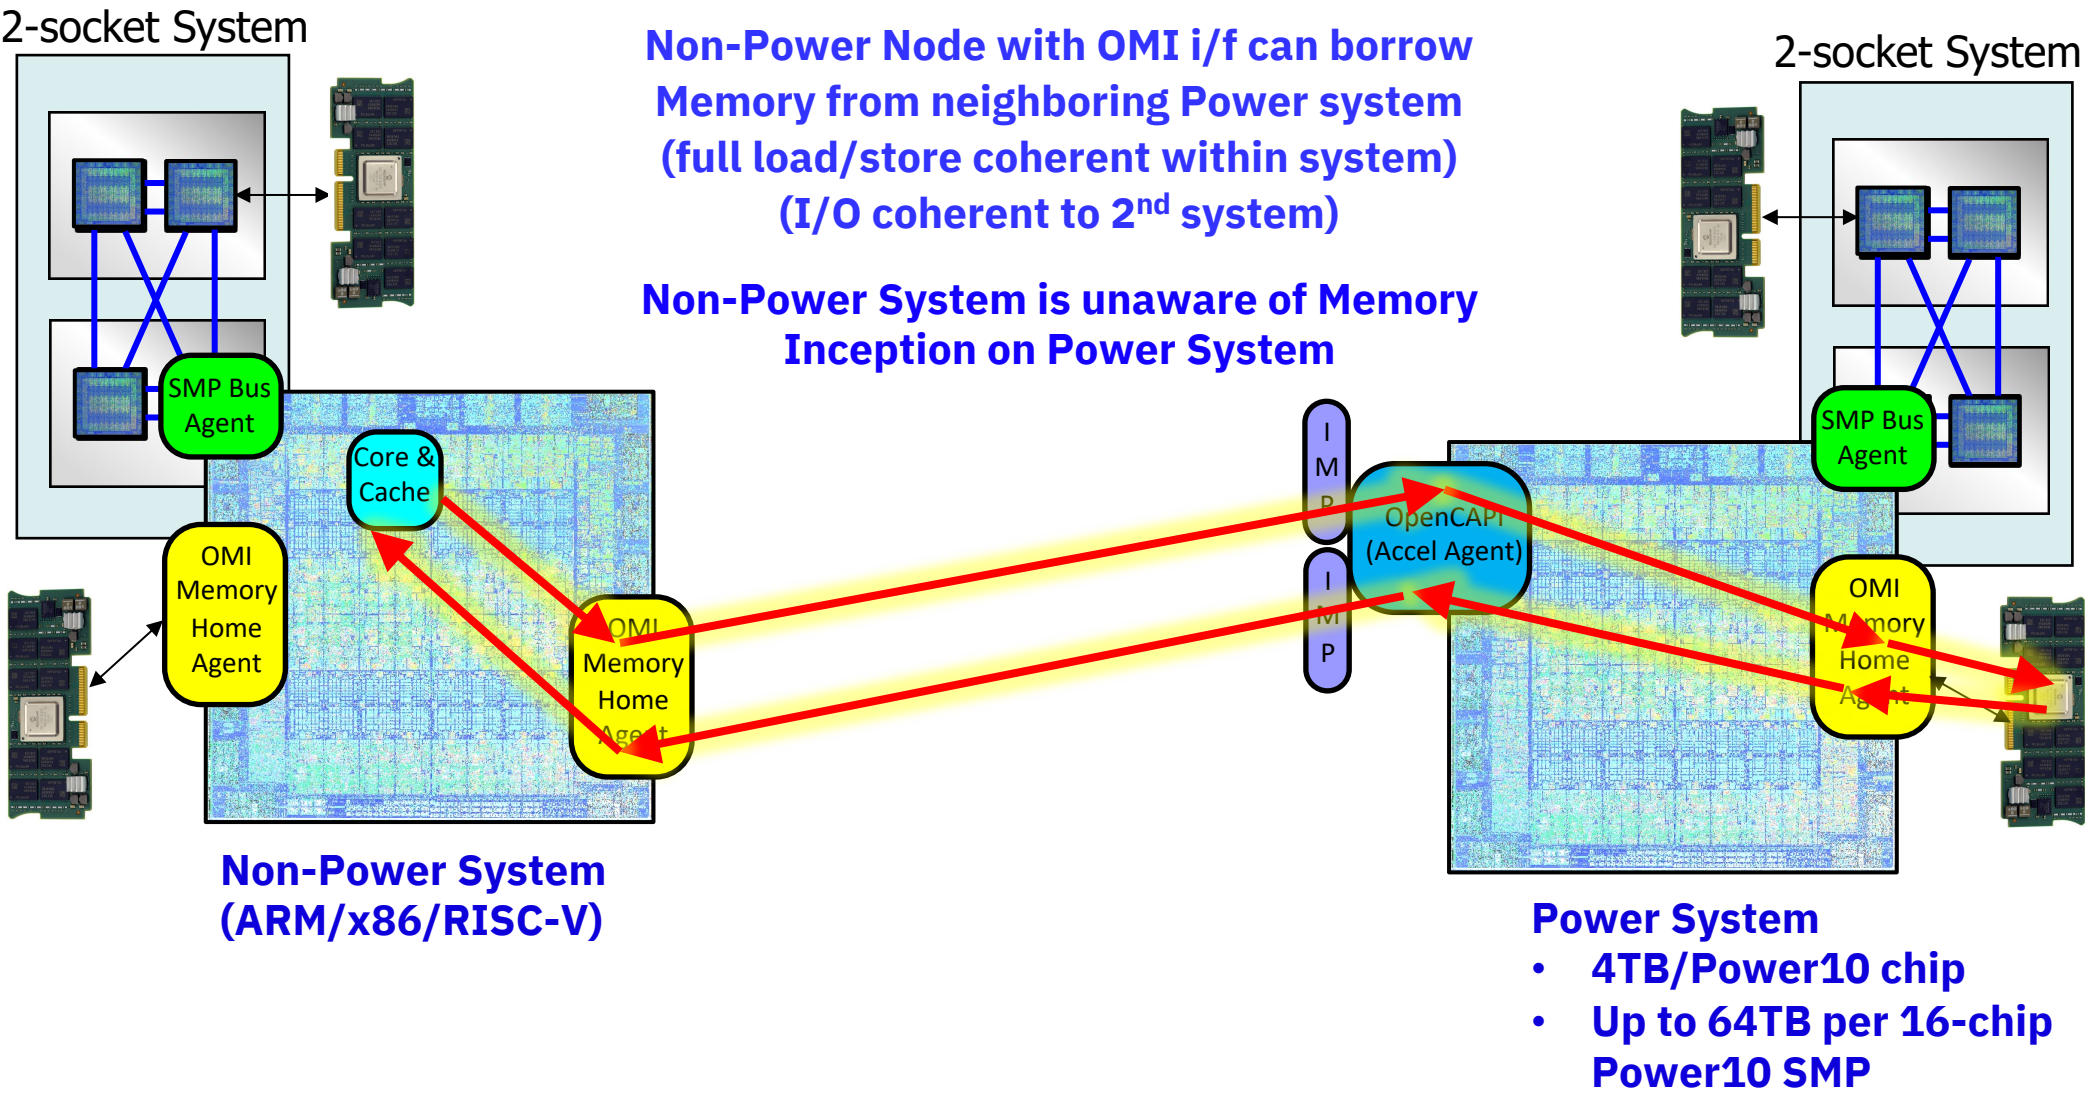 2-socket System
Non-Power Node with OMI i/f can borrow
Memory from neighboring Power system
(full load/store coherent within system)
(I/O coherent to 2nd system)
Non-Power System is unaware of Memory
Inception on Power System
2-socket System
SMP Bus
Agent
Core &
Cache
OMI
Memory
Home
Agent
OMI
Memory
Home
Agent
I
M
P
I
M
P
OpenCAPI
(Accel Agent)
SMP Bus
Agent
OMI
Memory
Home
Agent
Non-Power System
(ARM/x86/RISC-V)
Power System
• 4TB/Power10 chip
• Up to 64TB per 16-chip
Power10 SMP